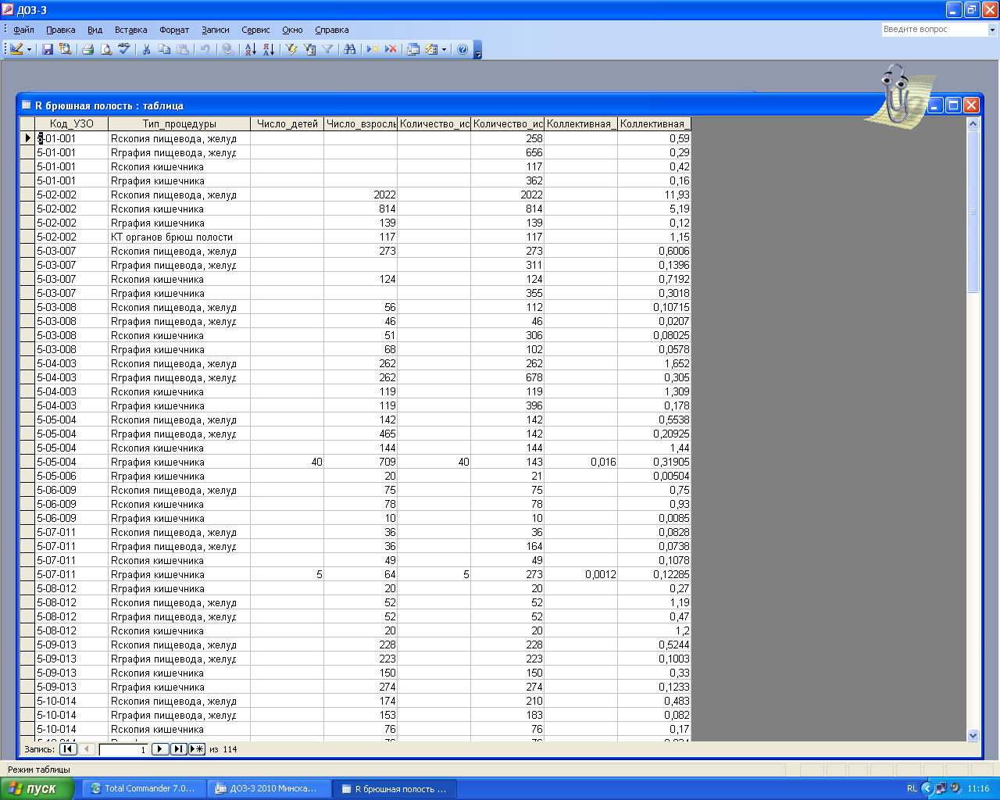 ДОЗ-3
Файл Правка Вид Вставка Формат Записи Сервис Окно Справка Введите вопрос
R брюшная полость : таблица
Код_УЗО Тип_процедуры Число_детей Число_взрослы Количество_ис Количество_ис Коллективная_ Коллективная_
5-01-001 Rскопия пищевода, желуд 258 0,59
5-01-001 Rграфия пищевода, желуд 656 0,29
5-01-001 Rскопия кишечника 117 0,42
5-01-001 Rграфия кишечника 362 0,16
5-02-002 Rскопия пищевода, желуд 2022 2022 11,93
5-02-002 Rскопия кишечника 814 814 5,19
5-02-002 Rграфия кишечника 139 139 0,12
5-02-002 КТ органов брюш полости 117 117 1,15
5-03-007 Rскопия пищевода, желуд 273 273 0,6006
5-03-007 Rграфия пищевода, желуд 311 0,1396
5-03-007 Rскопия кишечника 124 124 0,7192
5-03-007 Rграфия кишечника 355 0,3018
5-03-008 Rскопия пищевода, желуд 56 112 0,10715
5-03-008 Rграфия пищевода, желуд 46 46 0,0207
5-03-008 Rскопия кишечника 51 306 0,08025
5-03-008 Rграфия кишечника 68 102 0,0578
5-04-003 Rскопия пищевода, желуд 262 262 1,652
5-04-003 Rграфия пищевода, желуд 262 678 0,305
5-04-003 Rскопия кишечника 119 119 1,309
5-04-003 Rграфия кишечника 119 396 0,178
5-05-004 Rскопия пищевода, желуд 142 142 0,5538
5-05-004 Rграфия пищевода, желуд 465 142 0,20925
5-05-004 Rскопия кишечника 144 144 1,44
5-05-004 Rграфия кишечника 40 709 40 143 0,016 0,31905
5-05-006 Rграфия кишечника 20 21 0,00504
5-06-009 Rскопия пищевода, желуд 75 75 0,75
5-06-009 Rскопия кишечника 78 78 0,93
5-06-009 Rграфия кишечника 10 10 0,0085
5-07-011 Rскопия пищевода, желуд 36 36 0,0828
5-07-011 Rграфия пищевода, желуд 36 164 0,0738
5-07-011 Rскопия кишечника 49 49 0,1078
5-07-011 Rграфия кишечника 5 64 5 273 0,0012 0,12285
5-08-012 Rграфия кишечника 20 20 0,27
5-08-012 Rскопия пищевода, желуд 52 52 1,19
5-08-012 Rграфия пищевода, желуд 52 52 0,47
5-08-012 Rскопия кишечника 20 20 1,2
5-09-013 Rскопия пищевода, желуд 228 228 0,5244
5-09-013 Rграфия пищевода, желуд 223 223 0,1003
5-09-013 Rскопия кишечника 150 150 0,33
5-09-013 Rграфия кишечника 274 274 0,1233
5-10-014 Rскопия пищевода, желуд 174 210 0,483
5-10-014 Rграфия пищевода, желуд 153 183 0,082
5-10-014 Rскопия кишечника 76 76 0,17
Запись: 1 из 114
Режим таблицы
пуск Total Commander 7.0... ДОЗ-3 2010 Минска... R брюшная полость ... RL 11:16